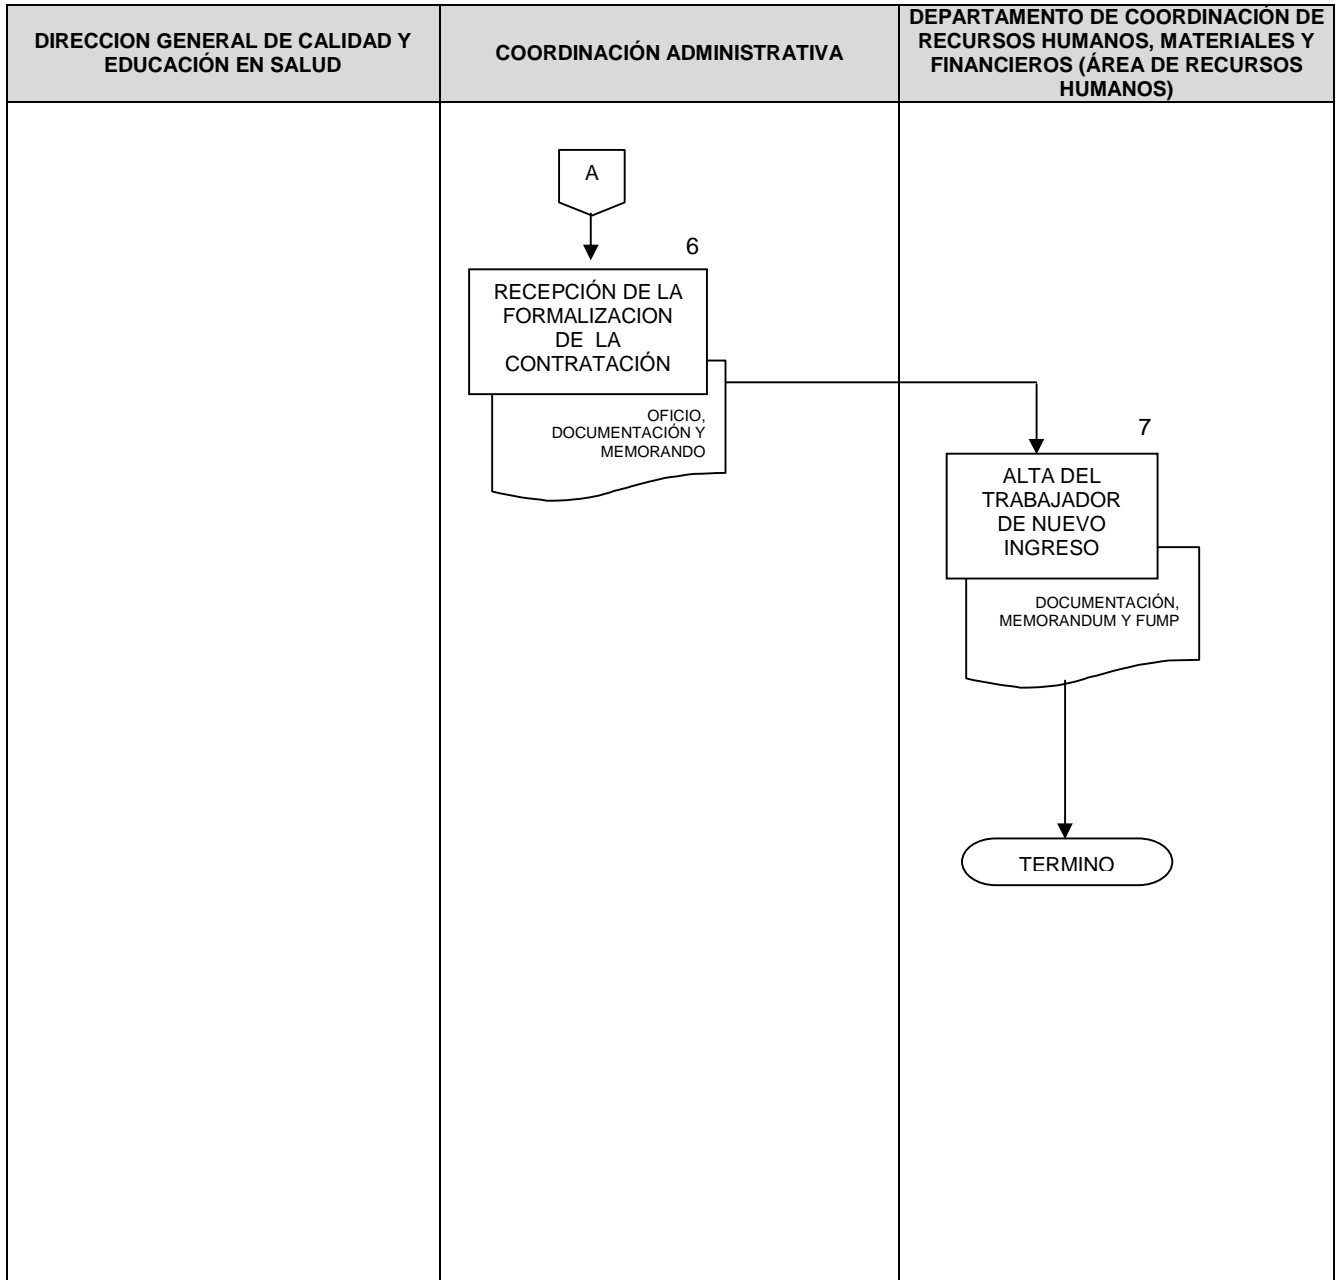 DIRECCION GENERAL DE CALIDAD Y
EDUCACIÓN EN SALUD
COORDINACIÓN ADMINISTRATIVA
DEPARTAMENTO DE COORDINACIÓN DE
RECURSOS HUMANOS, MATERIALES Y
FINANCIEROS (ÁREA DE RECURSOS
HUMANOS)
A
6
RECEPCIÓN DE LA
FORMALIZACION
DE LA
CONTRATACIÓN
OFICIO,
DOCUMENTACIÓN Y
MEMORANDO
7
ALTA DEL
TRABAJADOR
DE NUEVO
INGRESO
DOCUMENTACIÓN,
MEMORANDUM Y FUMP
TERMINO